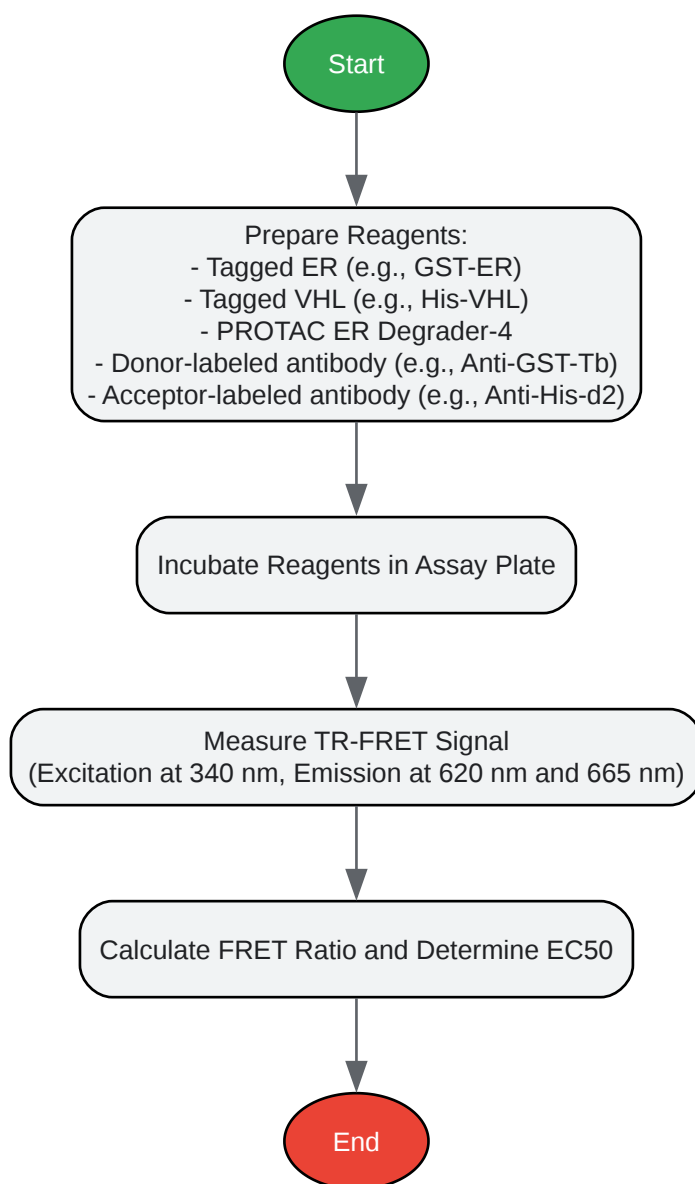 Start
Prepare Reagents:
- Tagged ER (e.g., GST-ER)
- Tagged VHL (e.g., His-VHL)
- PROTAC ER Degrader-4
- Donor-labeled antibody (e.g., Anti-GST-Tb)
- Acceptor-labeled antibody (e.g., Anti-His-d2)
Incubate Reagents in Assay Plate
Measure TR-FRET Signal
(Excitation at 340 nm, Emission at 620 nm and 665 nm)
Calculate FRET Ratio and Determine EC50
End